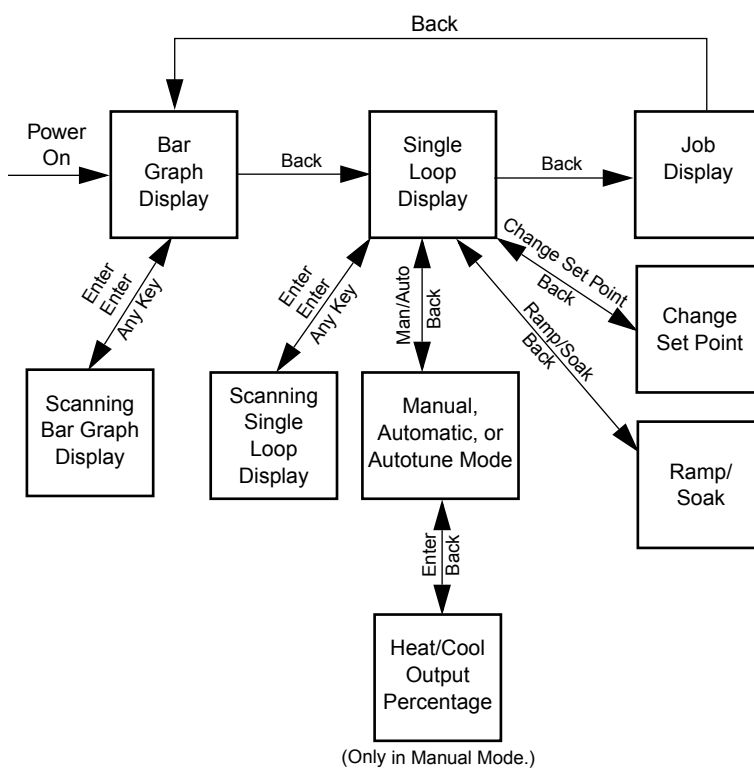 Back
Power
On
Bar
Graph
Display
Back
Single
Loop
Display
Back
Job
Display
Enter
Enter
Any Key
Enter
Enter
Any Key
Man/Auto
Back
Change Set Point
Back
Ramp/Soak
Back
Change
Set Point
Scanning
Bar Graph
Display
Scanning
Single
Loop
Display
Manual,
Automatic, or
Autotune Mode
Ramp/
Soak
Enter
Back
Heat/Cool
Output
Percentage
(Only in Manual Mode.)